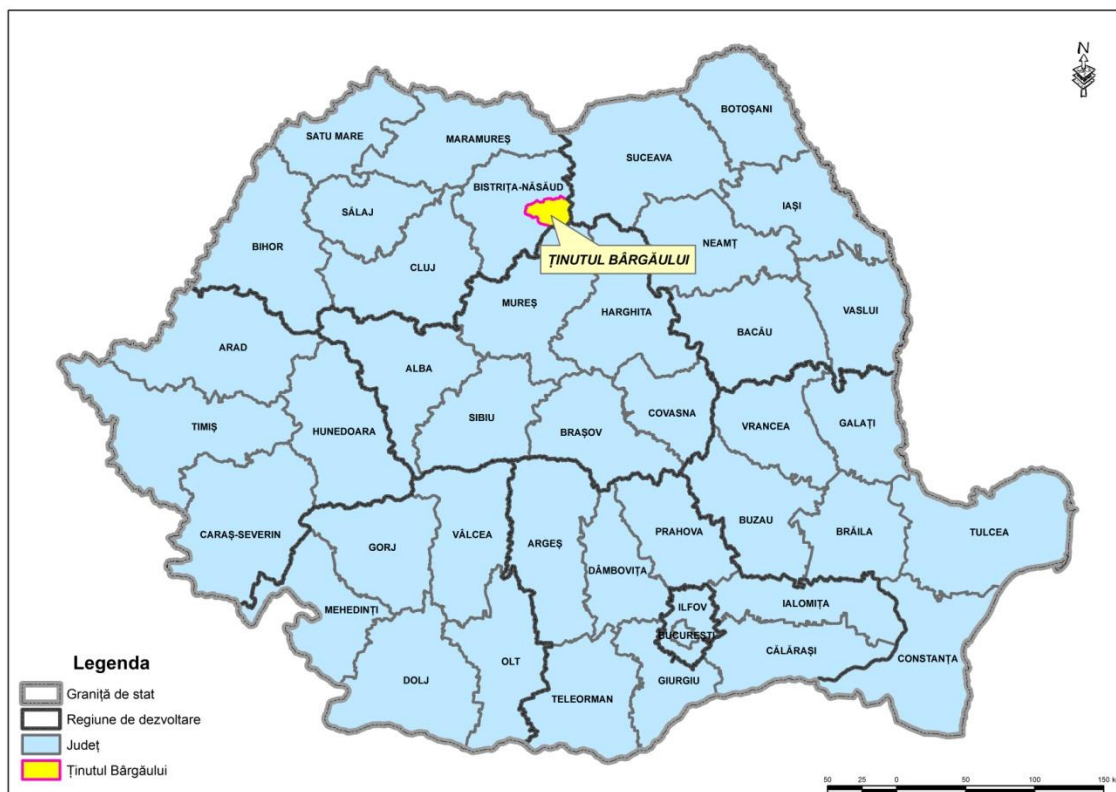 N
BOTOȘANI
SATU MARE
MARAMUREȘ
SUCEAVA
BISTRIȚA-NĂSĂUD
IAȘI
SĂLAJ
BIHOR
NEAMȚ
ȚINUTUL BÂRGĂULUI
CLUJ
MUREȘ
HARGHITA
VASLUI
BACĂU
ARAD
ALBA
COVASNA
SIBIU
VRANCEA
GALAȚI
TIMIȘ
HUNEDOARA
BRAȘOV
BUZAU
CARAȘ-SEVERIN
GORJ
VÂLCEA
ARGEȘ
PRAHOVA
BRĂILA
TULCEA
DÂMBOVIȚA
MEHEDINȚI
ILFOV
IALOMIȚA
BUCUREȘTI
CĂLĂRAȘI
CONSTANȚA
OLT
DOLJ
GIURGIU
TELEORMAN
Legenda
Graniță de stat
Regiune de dezvoltare
Județ
Ținutul Bârgăului
50 25 0 50 100 150 k